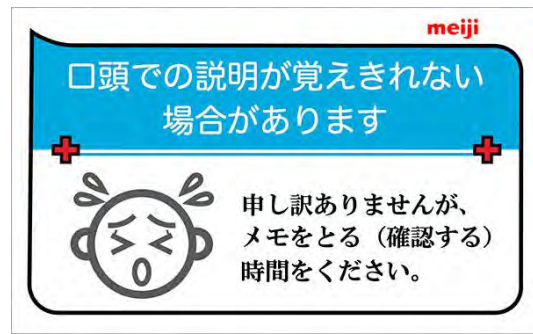 meiji
口頭での説明が覚えきれない
場合があります
申し訳ありませんが、
メモをとる（確認する）
時間をください。